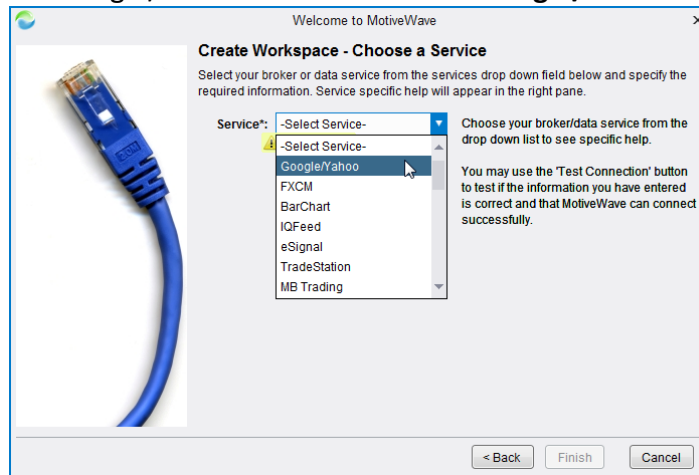 Welcome to MotiveWave
Create Workspace - Choose a Service
Select your broker or data service from the services drop down field below and specify the
required information. Service specific help will appear in the right pane.
Service*: -Select Service-
-Select Service-
Google/Yahoo
FXCM
BarChart
IQFeed
eSignal
TradeStation
MB Trading
Choose your broker/data service from the
drop down list to see specific help.
You may use the 'Test Connection' button
to test if the information you have entered
is correct and that MotiveWave can connect
successfully.
< Back Finish Cancel